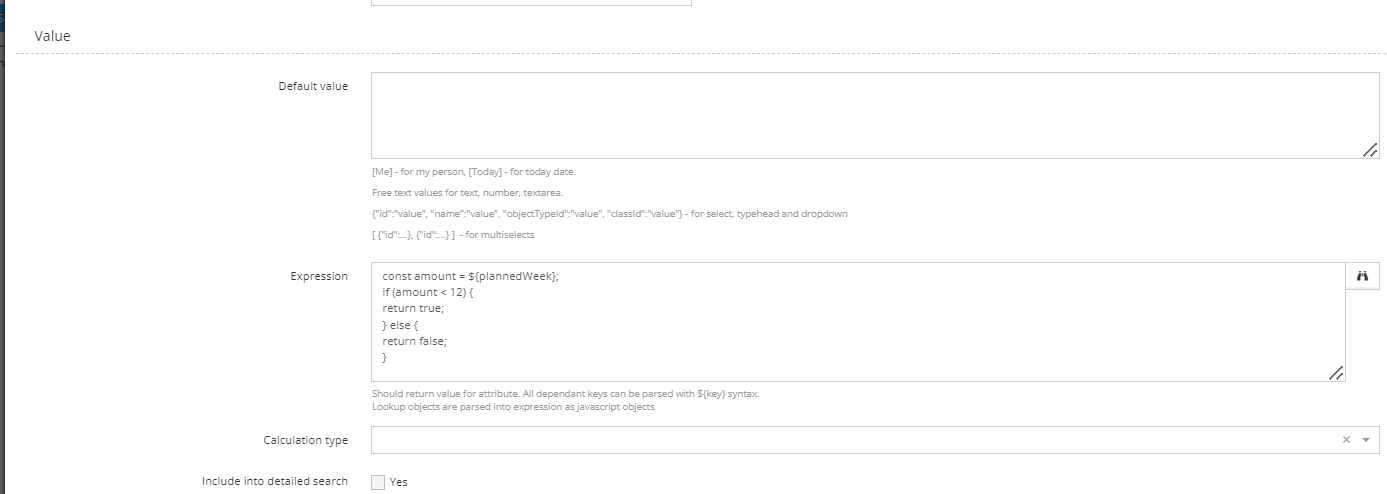 Value
Default value
[Me] - for my person, [Today] - for today date.
Free text values for text, number, textarea.
{"id":"value", "name":"value", "objectTypeId":"value", "classId":"value"} - for select, typehead and dropdown
[ {"id":...}, {"id":...} ] - for multiselects
Expression
const amount = ${plannedWeek};
if (amount < 12) {
return true;
} else {
return false;
}
Should return value for attribute. All dependant keys can be parsed with ${key} syntax.
Lookup objects are parsed into expression as javascript objects
Calculation type
Include into detailed search
Yes